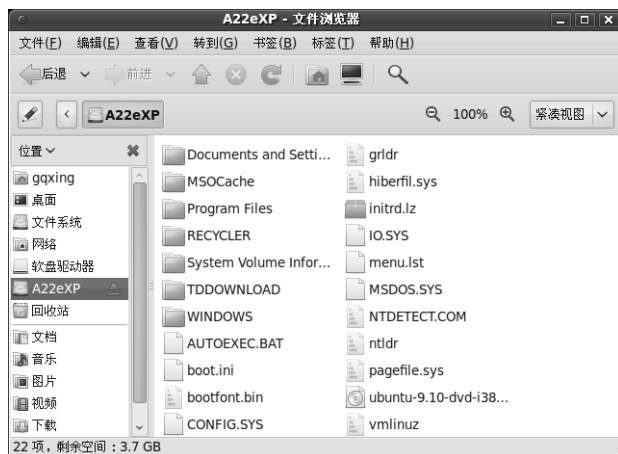 A22eXP - 文件浏览器
文件(F) 编辑(E) 查看(V) 转到(G) 书签(B) 标签(T) 帮助(H)
后退 前进
A22eXP 100% 紧凑视图
位置
gqxing
桌面
文件系统
网络
软盘驱动器
A22eXP
回收站
文档
音乐
图片
视频
下载
Documents and Setti...
MSOCache
Program Files
RECYCLER
System Volume Infor...
TDDOWNLOAD
WINDOWS
AUTOEXEC.BAT
boot.ini
bootfont.bin
CONFIG.SYS
grldr
hiberfil.sys
initrd.lz
IO.SYS
menu.lst
MSDOS.SYS
NTDETECT.COM
ntldr
pagefile.sys
ubuntu-9.10-dvd-i38...
vmlinuz
22 项，剩余空间：3.7 GB